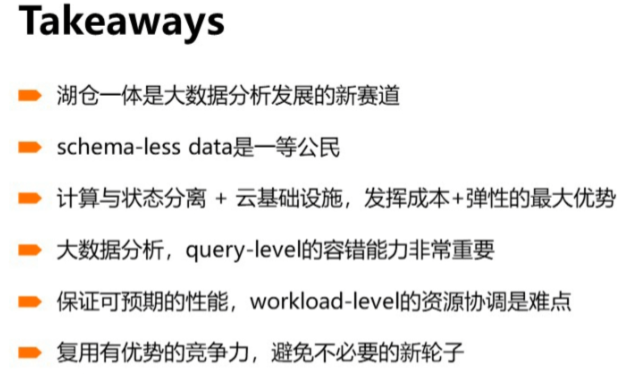 Takeaways
湖仓一体是大数据分析发展的新赛道
schema-less data是一等公民
计算与状态分离 + 云基础设施，发挥成本+弹性的最大优势
大数据分析，query-level的容错能力非常重要
保证可预期的性能，workload-level的资源协调是难点
复用有优势的竞争力，避免不必要的新轮子